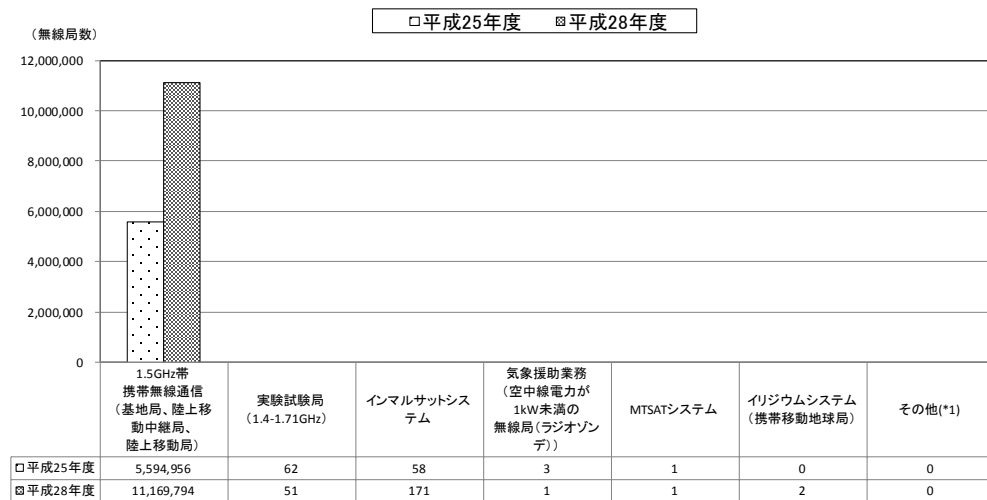 □平成25年度 平成28年度
(無線局数)
12,000,000
10,000,000
8,000,000
6,000,000
4,000,000
2,000,000
0
1.5GHz帯
携帯無線通信
(基地局、陸上移
動中継局、
陸上移動局)
実験試験局
(1.4-1.71GHz)
インマルサットシス
テム
気象援助業務
(空中線電力が
1kW未満の
無線局(ラジオゾン
デ))
MTSATシステム
イリジウムシステム
(携帯移動地球局)
その他(*1)
平成25年度 5,594,956 62 58 3 1 0 0
平成28年度 11,169,794 51 171 1 1 2 0